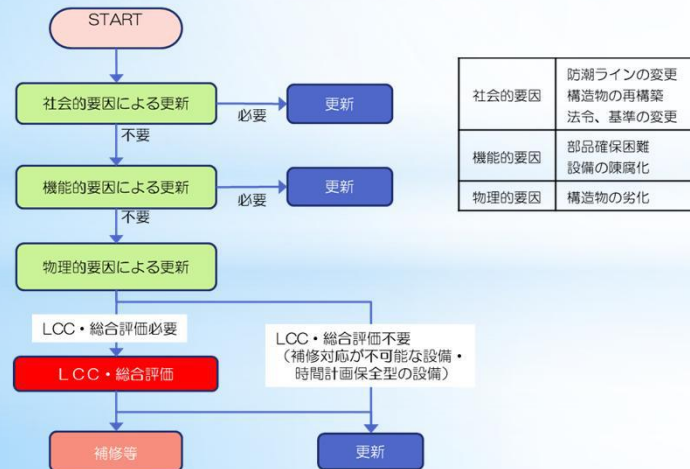 START
社会的要因による更新
必要
更新
不要
機能的要因による更新
必要
更新
不要
物理的要因による更新
LCC・総合評価必要
LCC・総合評価不要
(補修対応が不可能な設備・
時間計画保全型の設備)
LCC・総合評価
補修等
更新
社会的要因
防潮ラインの変更
構造物の再構築
法令、基準の変更
機能的要因
部品確保困難
設備の陳腐化
物理的要因
構造物の劣化